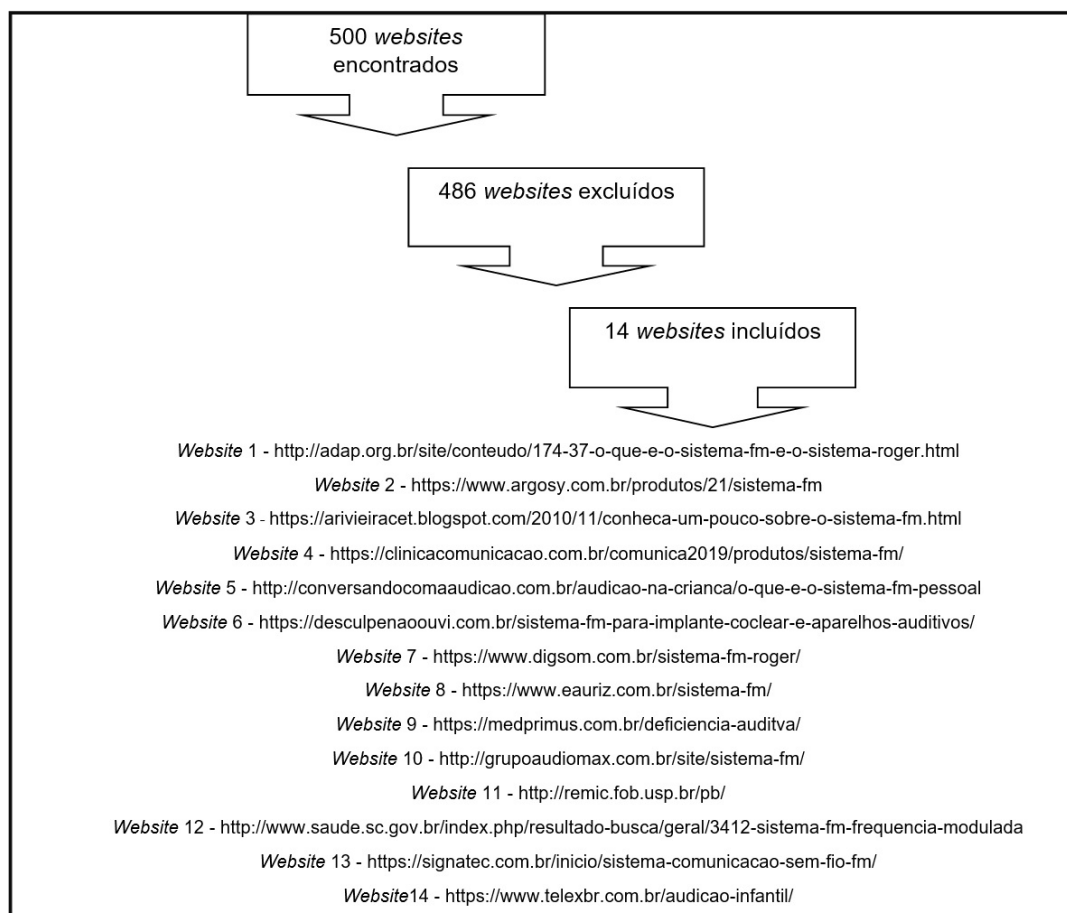 500 websites
encontrados
486 websites excluídos
14 websites incluídos
Website 1 - http://adap.org.br/site/conteudo/174-37-o-que-e-o-sistema-fm-e-o-sistema-roger.html
Website 2 - https://www.argosy.com.br/produtos/21/sistema-fm
Website 3 - https://arivieiracet.blogspot.com/2010/11/conheca-um-pouco-sobre-o-sistema-fm.html
Website 4 - https://clinicacomunicacao.com.br/comunica2019/produtos/sistema-fm/
Website 5 - http://conversandocomaaudicao.com.br/audicao-na-crianca/o-que-e-o-sistema-fm-pessoal
Website 6 - https://desculpenaoouvi.com.br/sistema-fm-para-implante-coclear-e-aparelhos-auditivos/
Website 7 - https://www.digsom.com.br/sistema-fm-roger/
Website 8 - https://www.eauriz.com.br/sistema-fm/
Website 9 - https://medprimus.com.br/deficiencia-auditva/
Website 10 - http://grupoaudiomax.com.br/site/sistema-fm/
Website 11 - http://remic.fob.usp.br/pb/
Website 12 - http://www.saude.sc.gov.br/index.php/resultado-busca/geral/3412-sistema-fm-frequencia-modulada
Website 13 - https://signatec.com.br/inicio/sistema-comunicacao-sem-fio-fm/
Website14 - https://www.telexbr.com.br/audicao-infantil/